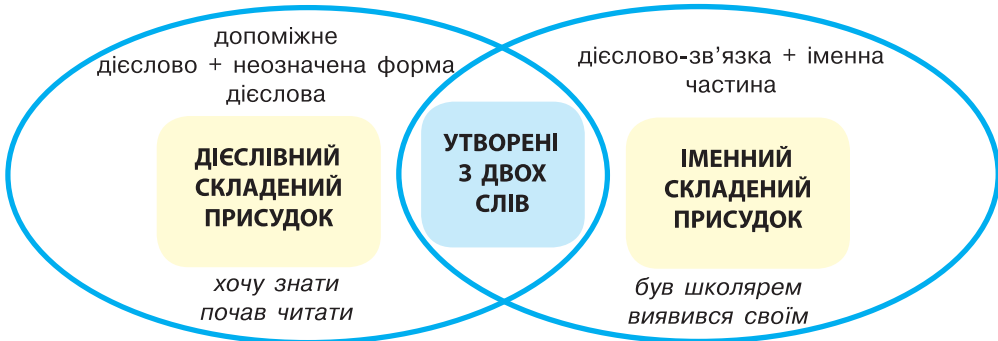 допоміжне
дієслово + неозначена форма
дієслова
ДІЄСЛІВНИЙ
СКЛАДЕНИЙ
ПРИСУДОК
хочу знати
почав читати
УТВОРЕНІ
З ДВОХ
СЛІВ
дієслово-зв’язка + іменна
частина
ІМЕННИЙ
СКЛАДЕНИЙ
ПРИСУДОК
був школярем
виявився своїм